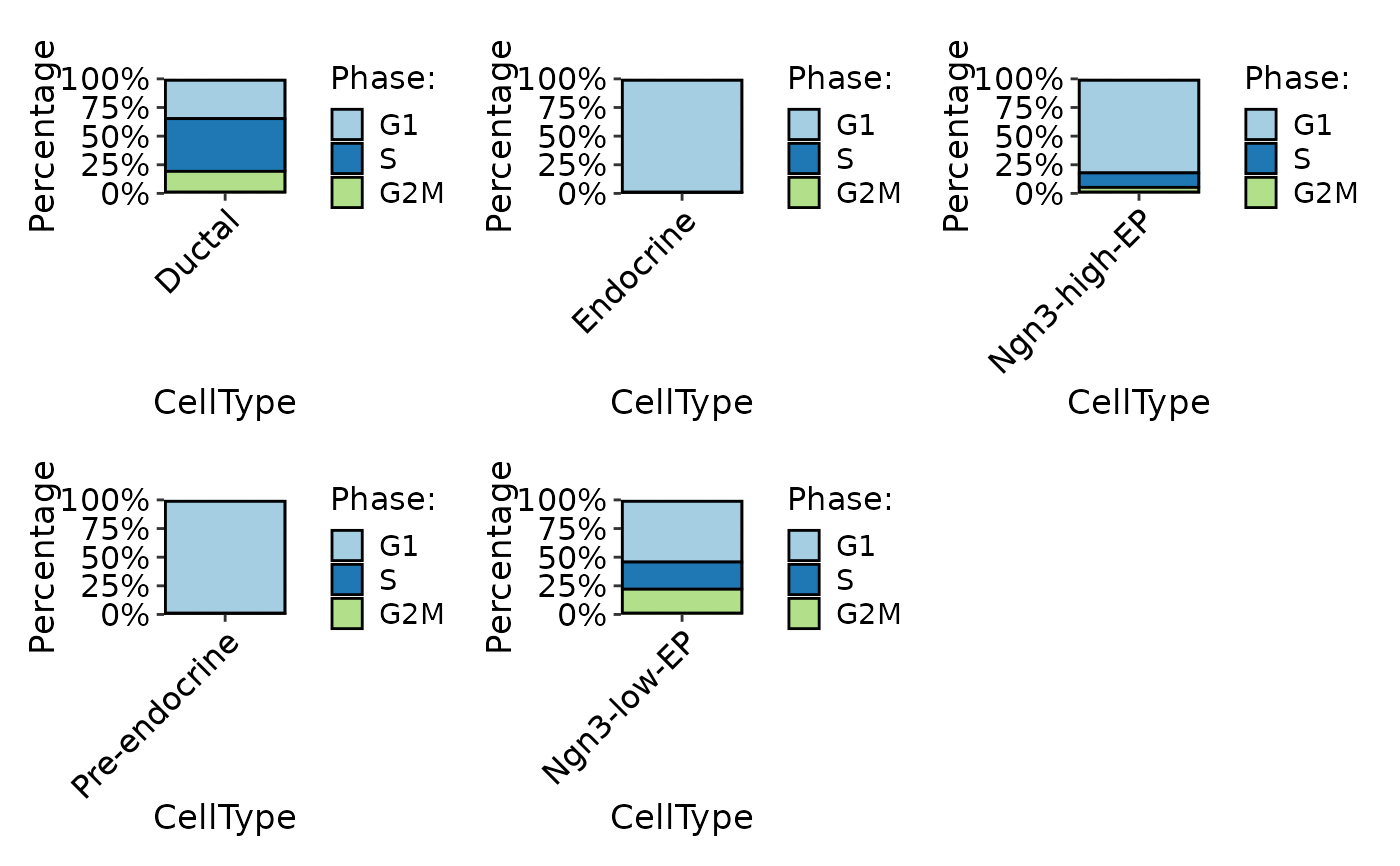 Percentage
100%
75%
50%
25%
0%
Ductal
CellType
Phase:
G1
S
G2M
Percentage
100%
75%
50%
25%
0%
Endocrine
CellType
Phase:
G1
S
G2M
Percentage
100%
75%
50%
25%
0%
Ngn3-high-EP
CellType
Phase:
G1
S
G2M
Percentage
100%
75%
50%
25%
0%
Pre-endocrine
CellType
Phase:
G1
S
G2M
Percentage
100%
75%
50%
25%
0%
Ngn3-low-EP
CellType
Phase:
G1
S
G2M